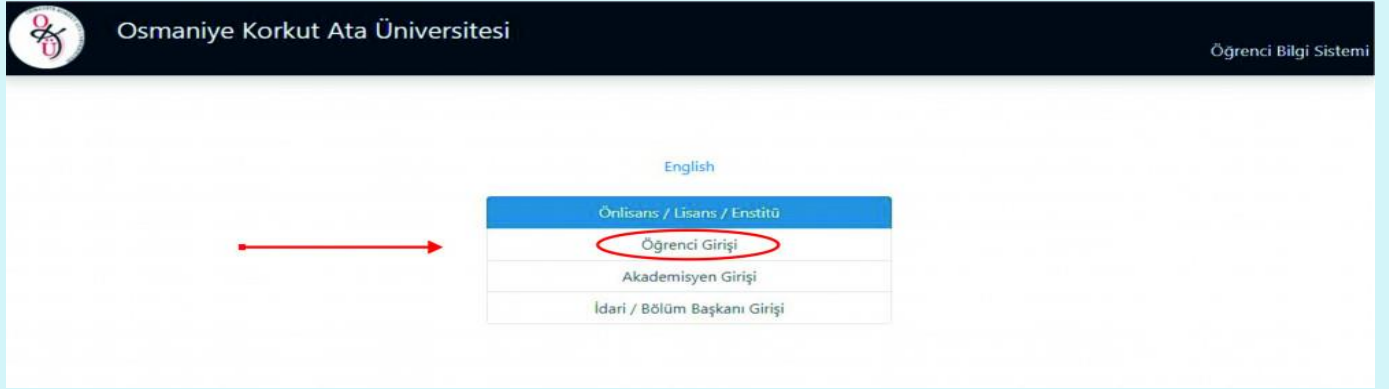 Osmaniye Korkut Ata Üniversitesi
Öğrenci Bilgi Sistemi
English
Önlisans / Lisans / Enstitü
Öğrenci Girişi
Akademisyen Girişi
İdari / Bölüm Başkanı Girişi